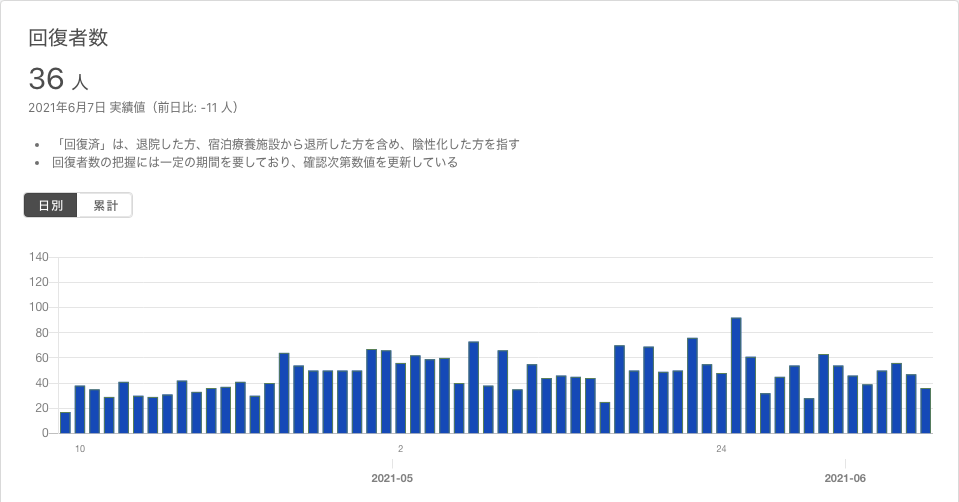 回復者数
36 人
2021年6月7日 実績値（前日比: -11 人）
• 「回復済」は、退院した方、宿泊療養施設から退所した方を含め、陰性化した方を指す
• 回復者数の把握には一定の期間を要しており、確認次第数値を更新している
日別 累計
140
120
100
80
60
40
20
0
10 2 24
2021-05 2021-06